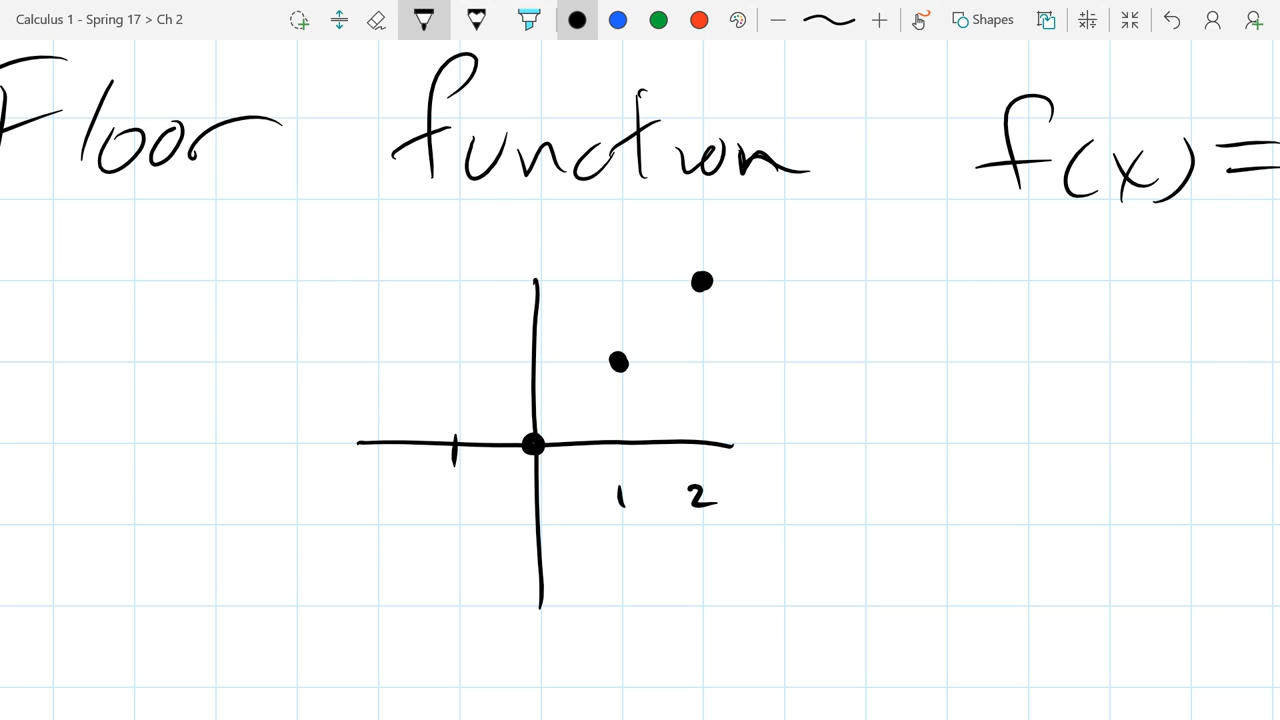 Calculus 1 - Spring 17 > Ch 2
Shapes
Floor function f(x) =
1 2